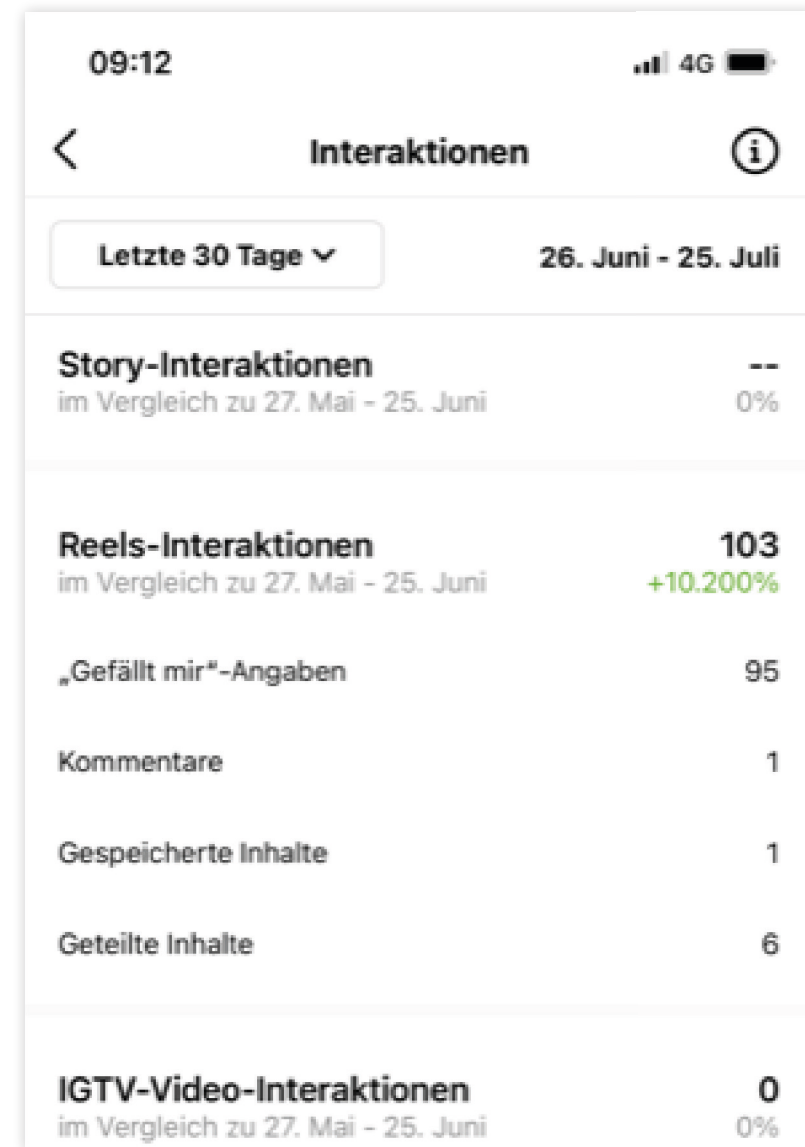 09:12 4G
Interaktionen
Letzte 30 Tage 26. Juni - 25. Juli
Story-Interaktionen --
im Vergleich zu 27. Mai - 25. Juni 0%
Reels-Interaktionen 103
im Vergleich zu 27. Mai - 25. Juni +10.200%
„Gefällt mir“-Angaben 95
Kommentare 1
Gespeicherte Inhalte 1
Geteilte Inhalte 6
IGTV-Video-Interaktionen 0
im Vergleich zu 27. Mai - 25. Juni 0%